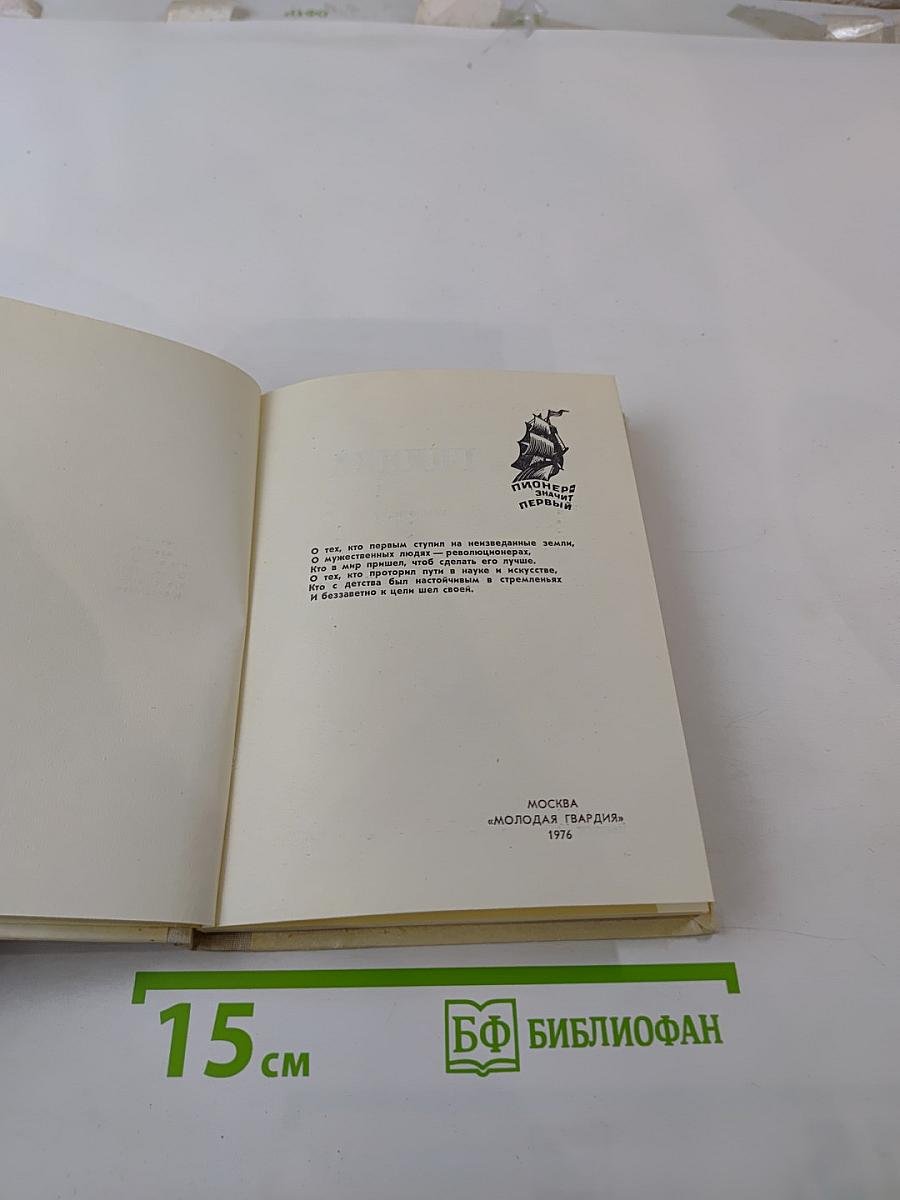 ПИОНЕР —
ЗНАЧИТ
ПЕРВЫЙ
О тех, кто первым ступил на неизведанные земли,
О мужественных людях — революционерах,
Кто в мир пришел, чтоб сделать его лучше.
О тех, кто проторил пути в науке и искусстве,
Кто с детства был настойчивым в стремленьях
И беззаветно к цели шел своей.
МОСКВА
«МОЛОДАЯ ГВАРДИЯ»
1976
15 см
БФ БИБЛИОФАН